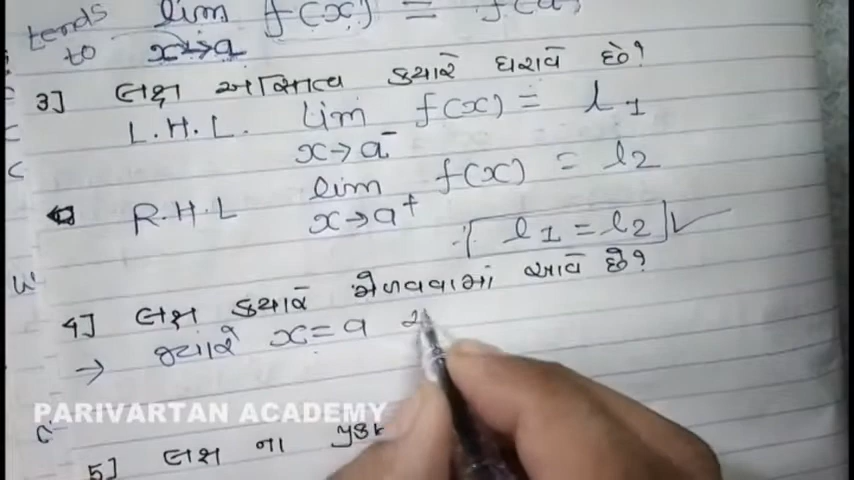 tends lim f(x) = f(a)
to x→a
3] લક્ષ અસ્તિત્વ ક્યારે ધરાવે છે?
L.H.L. lim f(x) = l1
x→a⁻
R.H.L lim f(x) = l2
x→a⁺
l1 = l2 ✓
4] લક્ષ ક્યારે મેળવવામાં આવે છે?
→ જ્યારે x = a
PARIVARTAN ACADEMY
5] લક્ષ ના